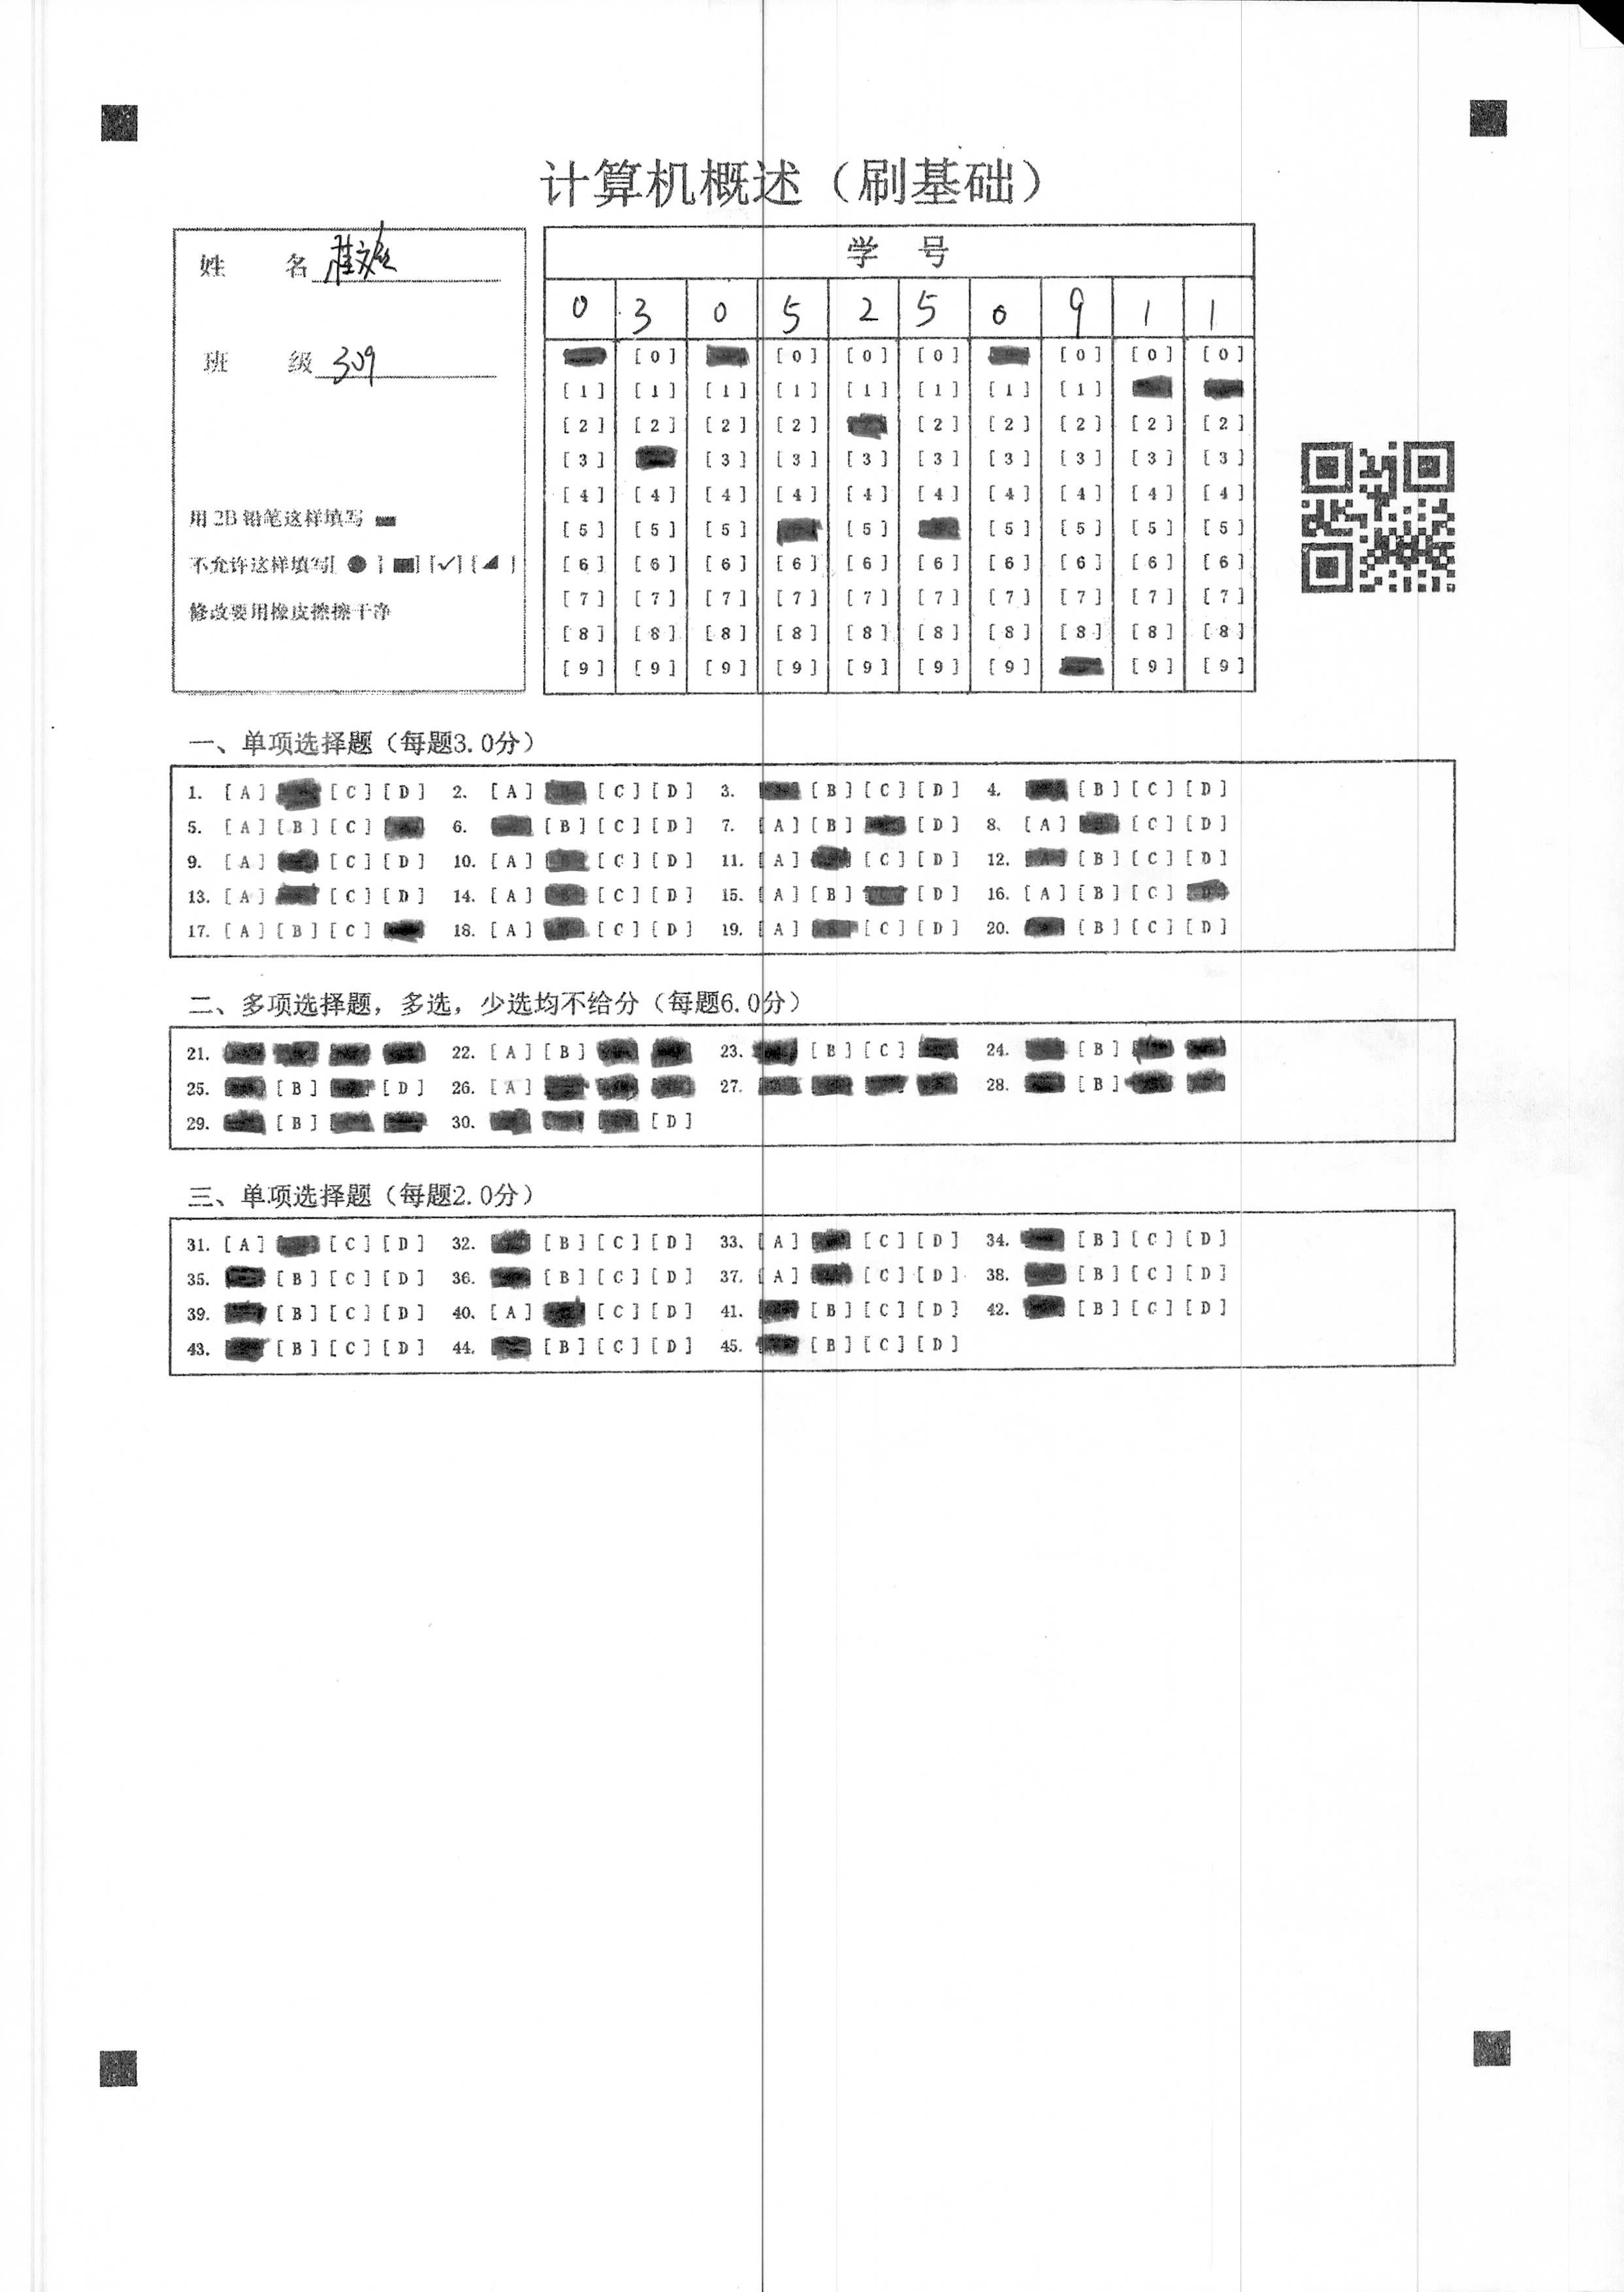 计算机概述（刷基础）
姓 名
班 级 309
用 2B 铅笔这样填写
不允许这样填写[ ● ] [■] [✓] [◢ ]
修改要用橡皮擦擦干净
学 号
0 3 0 5 2 5 0 9 1 1
[0] [0] [0] [0] [0] [0] [0]
[1] [1] [1] [1] [1] [1] [1] [1]
[2] [2] [2] [2] [2] [2] [2] [2] [2]
[3] [3] [3] [3] [3] [3] [3] [3] [3]
[4] [4] [4] [4] [4] [4] [4] [4] [4] [4]
[5] [5] [5] [5] [5] [5] [5] [5]
[6] [6] [6] [6] [6] [6] [6] [6] [6] [6]
[7] [7] [7] [7] [7] [7] [7] [7] [7] [7]
[8] [8] [8] [8] [8] [8] [8] [8] [8] [8]
[9] [9] [9] [9] [9] [9] [9] [9] [9]
一、单项选择题（每题3.0分）
1. [A] [C] [D] 2. [A] [C] [D] 3. [B] [C] [D] 4. [B] [C] [D]
5. [A] [B] [C] 6. [B] [C] [D] 7. [A] [B] [D] 8. [A] [C] [D]
9. [A] [C] [D] 10. [A] [C] [D] 11. [A] [C] [D] 12. [B] [C] [D]
13. [A] [C] [D] 14. [A] [C] [D] 15. [A] [B] [D] 16. [A] [B] [C]
17. [A] [B] [C] 18. [A] [C] [D] 19. [A] [C] [D] 20. [B] [C] [D]
二、多项选择题，多选，少选均不给分（每题6.0分）
21. 22. [A] [B] 23. [B] [C] 24. [B]
25. [B] [D] 26. [A] 27. 28. [B]
29. [B] 30. [D]
三、单项选择题（每题2.0分）
31. [A] [C] [D] 32. [B] [C] [D] 33. [A] [C] [D] 34. [B] [C] [D]
35. [B] [C] [D] 36. [B] [C] [D] 37. [A] [C] [D] 38. [B] [C] [D]
39. [B] [C] [D] 40. [A] [C] [D] 41. [B] [C] [D] 42. [B] [C] [D]
43. [B] [C] [D] 44. [B] [C] [D] 45. [B] [C] [D]